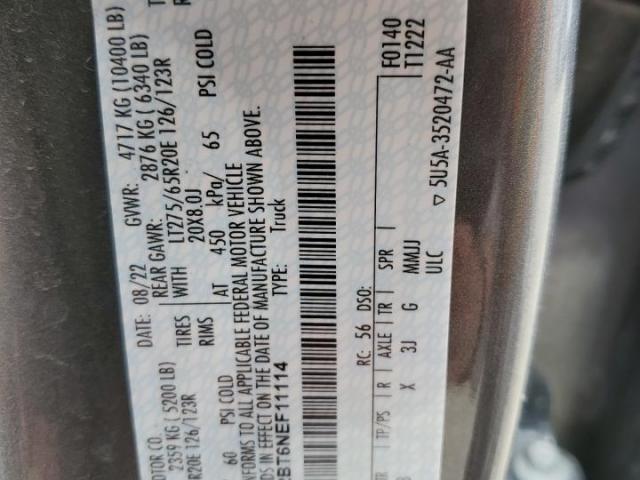 OTOR CO.
DATE: 08/22 GVWR: 4717 KG (10400 LB)
2359 KG ( 5200 LB) REAR GAWR: 2876 KG ( 6340 LB)
R20E 126/123R TIRES WITH LT275/65R20E 126/123R
RIMS 20X8.0J
60 PSI COLD AT 450 kPa/ 65 PSI COLD
FORMS TO ALL APPLICABLE FEDERAL MOTOR VEHICLE
DS IN EFFECT ON THE DATE OF MANUFACTURE SHOWN ABOVE.
2BT6NEF11114 TYPE: Truck
F0140
T1222
RC: 56 DSO:
TP/PS R AXLE TR SPR
X 3J G MMJJ
ULC ▽ 5U5A-3520472-AA